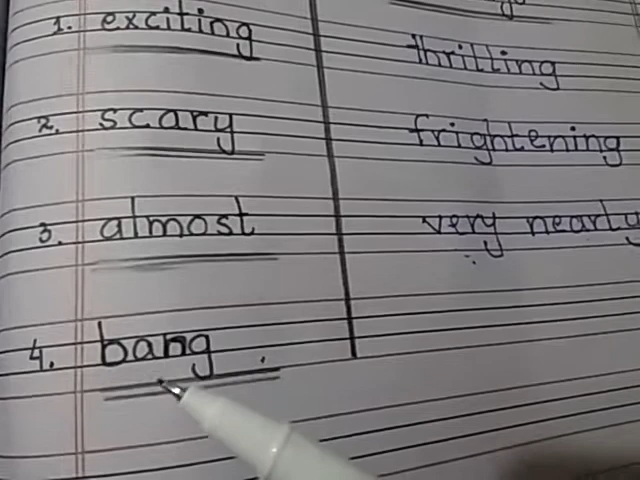 1. exciting thrilling
2. scary frightening
3. almost very nearly
4. bang